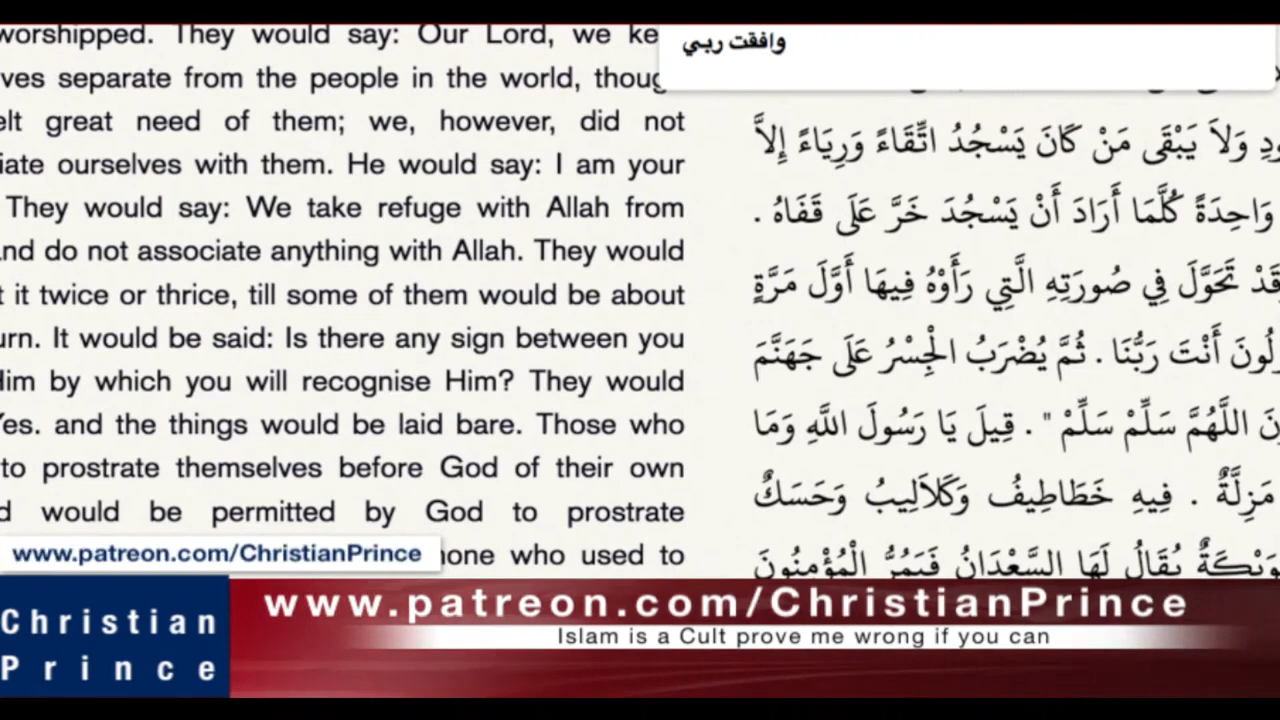 worshipped. They would say: Our Lord, we ke
ves separate from the people in the world, thoug
elt great need of them; we, however, did not
iate ourselves with them. He would say: I am your
They would say: We take refuge with Allah from
nd do not associate anything with Allah. They would
t it twice or thrice, till some of them would be about
urn. It would be said: Is there any sign between you
Him by which you will recognise Him? They would
Yes. and the things would be laid bare. Those who
to prostrate themselves before God of their own
d would be permitted by God to prostrate
none who used to
وافقت ربي
ودِ وَلاَ يَبْقَى مَنْ كَانَ يَسْجُدُ اتِّقَاءً وَرِيَاءً إِلاَّ
وَاحِدَةً كُلَّمَا أَرَادَ أَنْ يَسْجُدَ خَرَّ عَلَى قَفَاهُ .
قَدْ تَحَوَّلَ فِي صُورَتِهِ الَّتِي رَأَوْهُ فِيهَا أَوَّلَ مَرَّةٍ
لُونَ أَنْتَ رَبُّنَا . ثُمَّ يُضْرَبُ الْجِسْرُ عَلَى جَهَنَّمَ
نَ اللَّهُمَّ سَلِّمْ سَلِّمْ " . قِيلَ يَا رَسُولَ اللَّهِ وَمَا
مَزِلَّةٌ . فِيهِ خَطَاطِيفُ وَكَلاَلِيبُ وَحَسَكٌ
وَيْكَةٌ يُقَالُ لَهَا السَّعْدَانُ فَيَمُرُّ الْمُؤْمِنُونَ
www.patreon.com/ChristianPrince
Christian
Prince
www.patreon.com/ChristianPrince
Islam is a Cult prove me wrong if you can